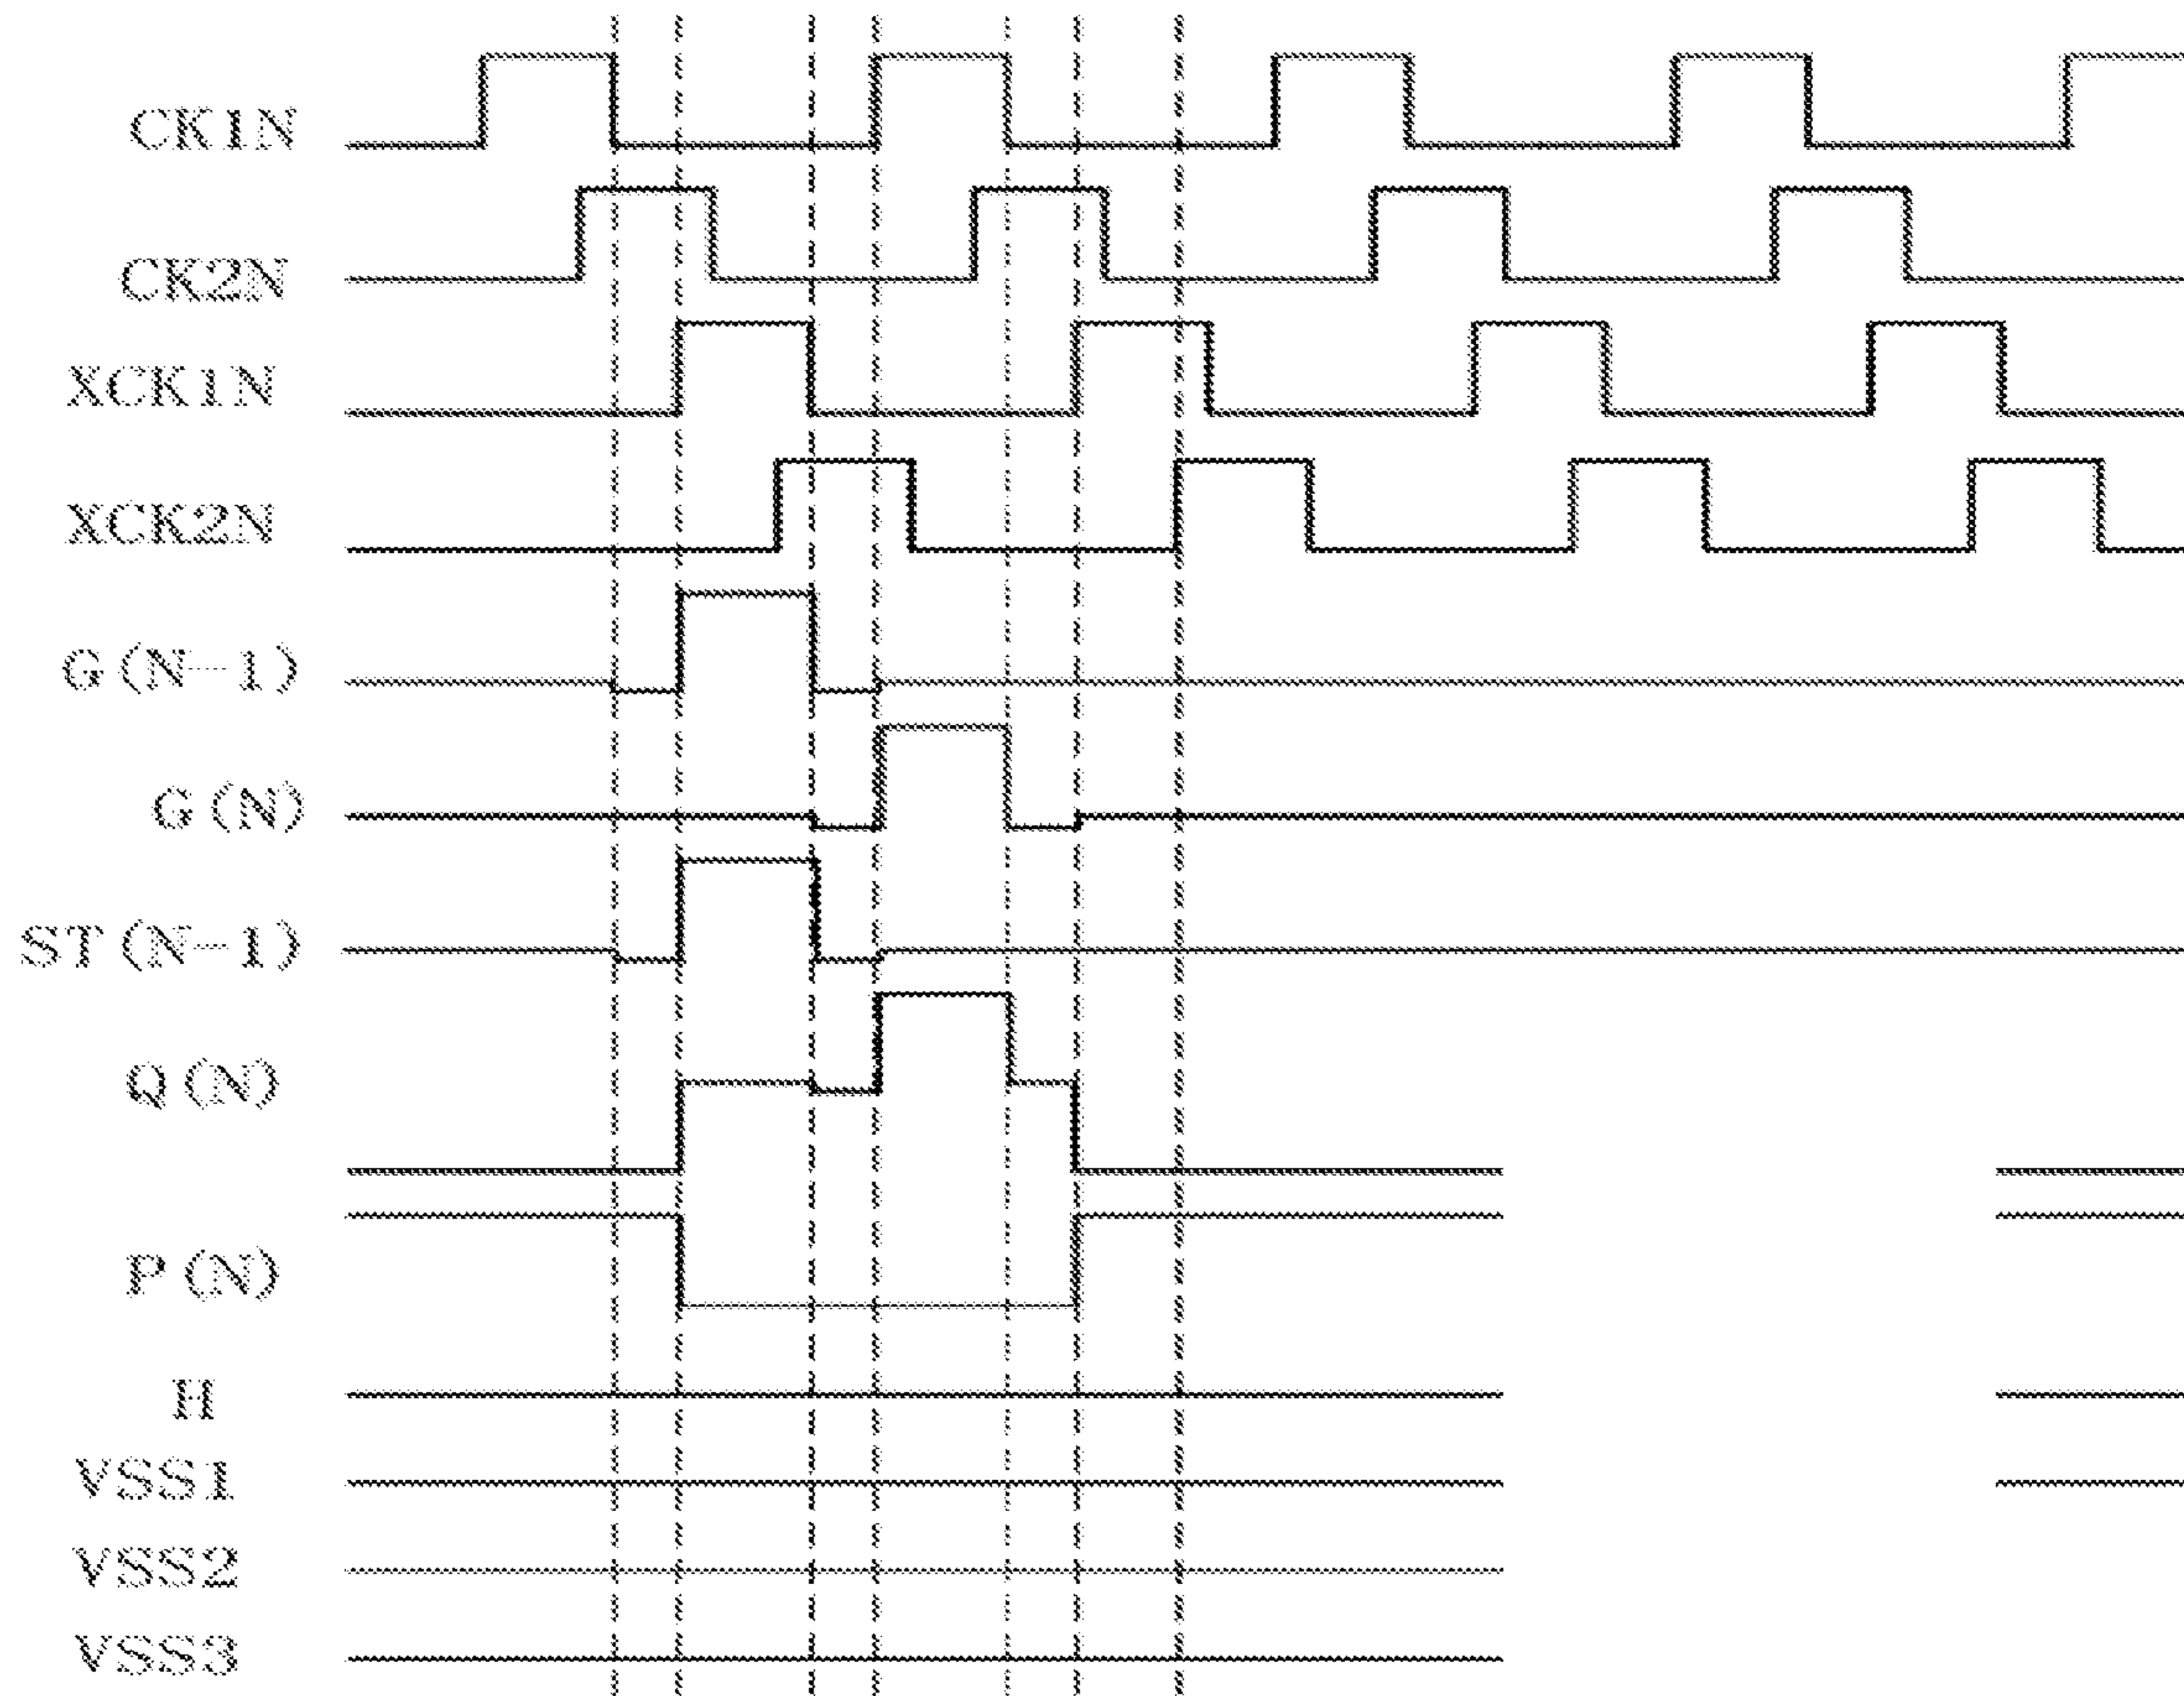 CK1N
CK2N
XCK1N
XCK2N
G(N-1)
G(N)
ST(N-1)
Q(N)
P(N)
H
VSS1
VSS2
VSS3